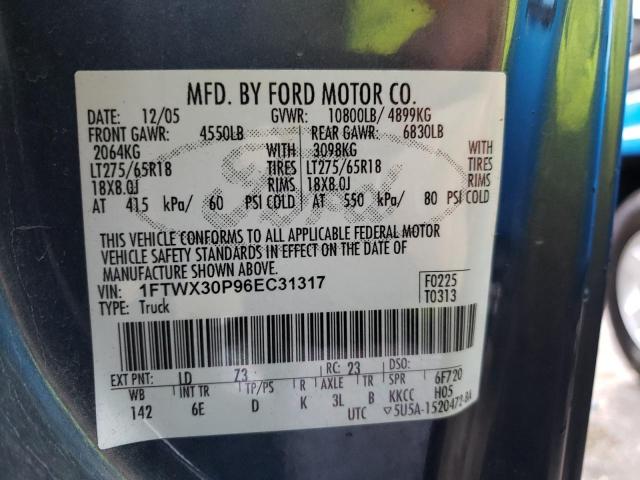 MFD. BY FORD MOTOR CO.
DATE: 12/05 GVWR: 10800LB/ 4899KG
FRONT GAWR: 4550LB REAR GAWR: 6830LB
2064KG WITH 3098KG WITH
LT275/65R18 TIRES LT275/65R18 TIRES
18X8.0J RIMS 18X8.0J RIMS
AT 415 kPa/ 60 PSI COLD AT 550 kPa/ 80 PSI COLD
Ford
THIS VEHICLE CONFORMS TO ALL APPLICABLE FEDERAL MOTOR
VEHICLE SAFETY STANDARDS IN EFFECT ON THE DATE OF
MANUFACTURE SHOWN ABOVE.
VIN: 1FTWX30P96EC31317 F0225
TYPE: Truck T0313
EXT PNT: LD Z3 RC: 23 DSO:
WB INT TR TP/PS R AXLE TR SPR 6F720
142 6E D K 3L B KKCC H05
UTC ▽5U5A-1520472-BA